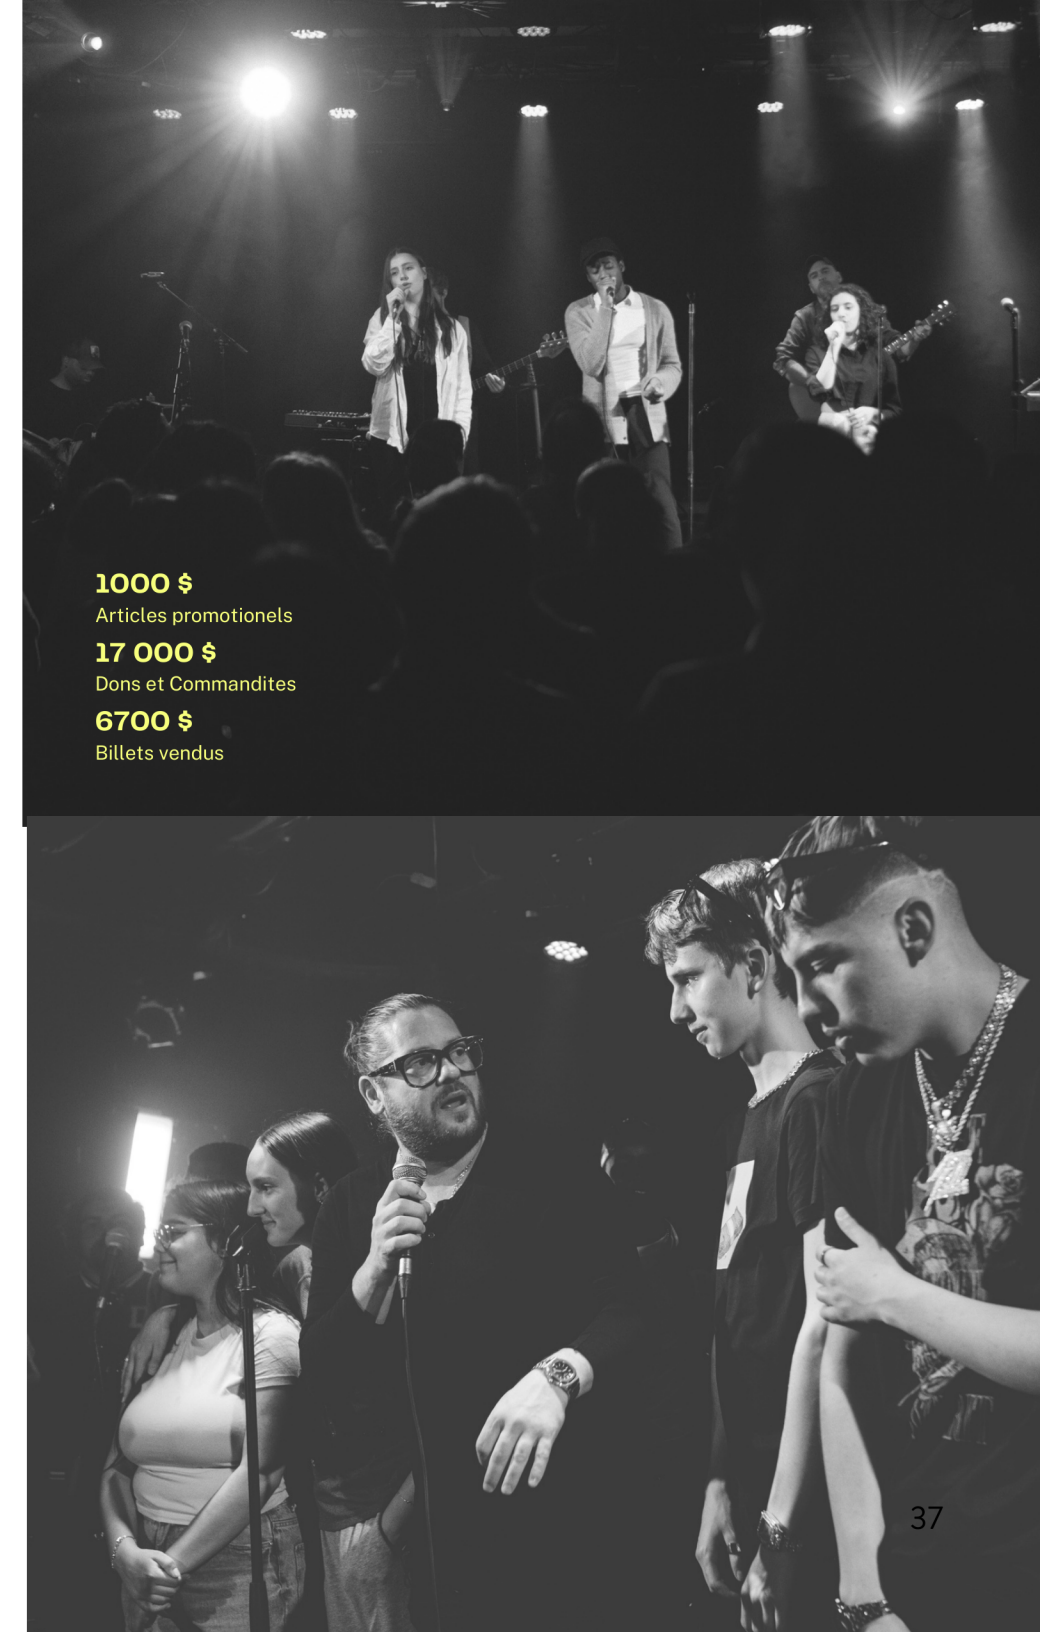 1000 $
Articles promotionels
17 000 $
Dons et Commandites
6700 $
Billets vendus
37